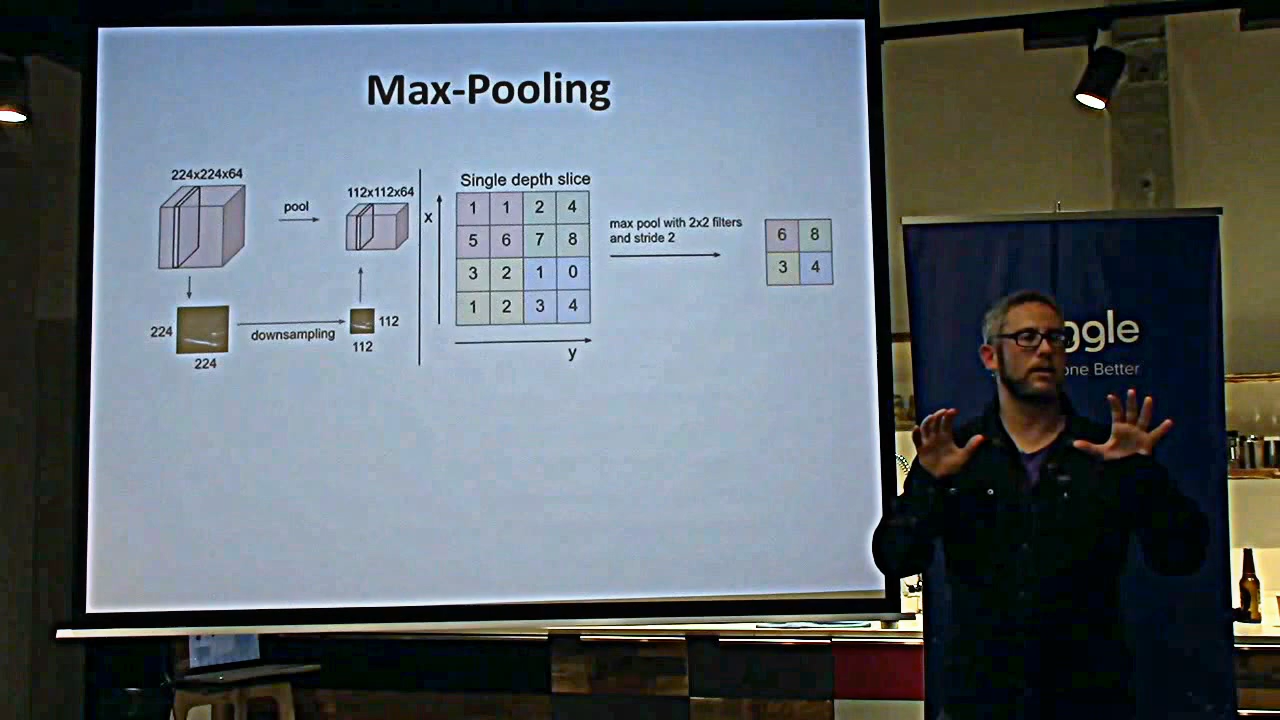 Max-Pooling
224x224x64
pool
112x112x64
224
224
downsampling
112
112
x
Single depth slice
1 1 2 4
5 6 7 8
3 2 1 0
1 2 3 4
y
max pool with 2x2 filters
and stride 2
6 8
3 4
ggle
one Better